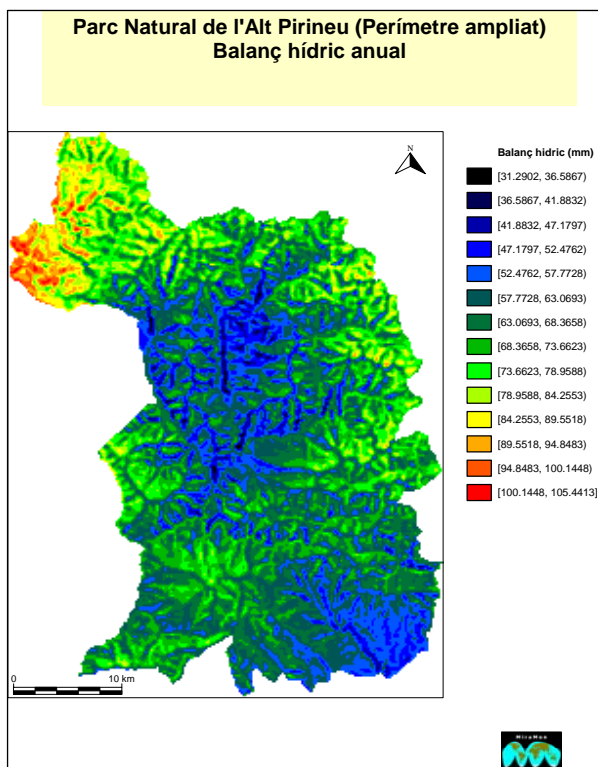 Parc Natural de l'Alt Pirineu (Perímetre ampliat)
Balanç hídric anual
N
Balanç hídric (mm)
[31.2902, 36.5867]
[36.5867, 41.8832]
[41.8832, 47.1797]
[47.1797, 52.4762]
[52.4762, 57.7728]
[57.7728, 63.0693]
[63.0693, 68.3658]
[68.3658, 73.6623]
[73.6623, 78.9588]
[78.9588, 84.2553]
[84.2553, 89.5518]
[89.5518, 94.8483]
[94.8483, 100.1448]
[100.1448, 105.4413]
0 10 km
MiraMon